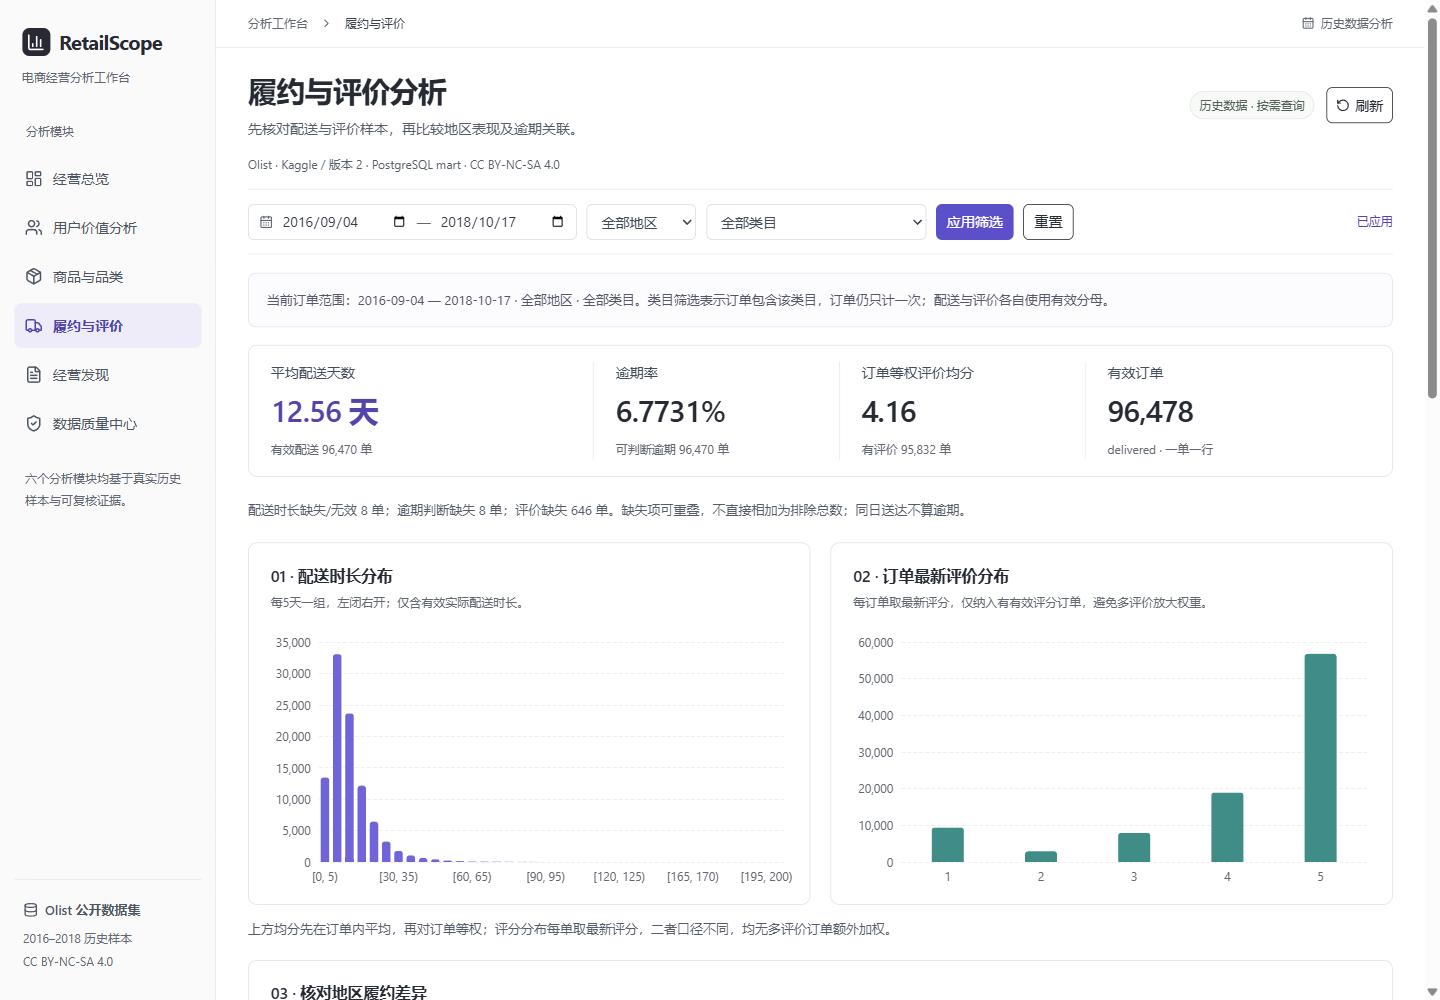 RetailScope
电商经营分析工作台
分析模块
经营总览
用户价值分析
商品与品类
履约与评价
经营发现
数据质量中心
六个分析模块均基于真实历史
样本与可复核证据。
Olist 公开数据集
2016–2018 历史样本
CC BY-NC-SA 4.0
分析工作台 > 履约与评价
历史数据分析
履约与评价分析
先核对配送与评价样本，再比较地区表现及逾期关联。
Olist · Kaggle / 版本 2 · PostgreSQL mart · CC BY-NC-SA 4.0
历史数据 · 按需查询
刷新
2016/09/04 — 2018/10/17
全部地区
全部类目
应用筛选
重置
已应用
当前订单范围：2016-09-04 — 2018-10-17 · 全部地区 · 全部类目。类目筛选表示订单包含该类目，订单仍只计一次；配送与评价各自使用有效分母。
平均配送天数
12.56 天
有效配送 96,470 单
逾期率
6.7731%
可判断逾期 96,470 单
订单等权评价均分
4.16
有评价 95,832 单
有效订单
96,478
delivered · 一单一行
配送时长缺失/无效 8 单；逾期判断缺失 8 单；评价缺失 646 单。缺失项可重叠，不直接相加为排除总数；同日送达不算逾期。
01 · 配送时长分布
每5天一组，左闭右开；仅含有效实际配送时长。
35,000
30,000
25,000
20,000
15,000
10,000
5,000
0
[0, 5) [30, 35) [60, 65) [90, 95) [120, 125) [165, 170) [195, 200)
02 · 订单最新评价分布
每订单取最新评分，仅纳入有有效评分订单，避免多评价放大权重。
60,000
50,000
40,000
30,000
20,000
10,000
0
1 2 3 4 5
上方均分先在订单内平均，再对订单等权；评分分布每单取最新评分，二者口径不同，均无多评价订单额外加权。
03 · 核对地区履约差异